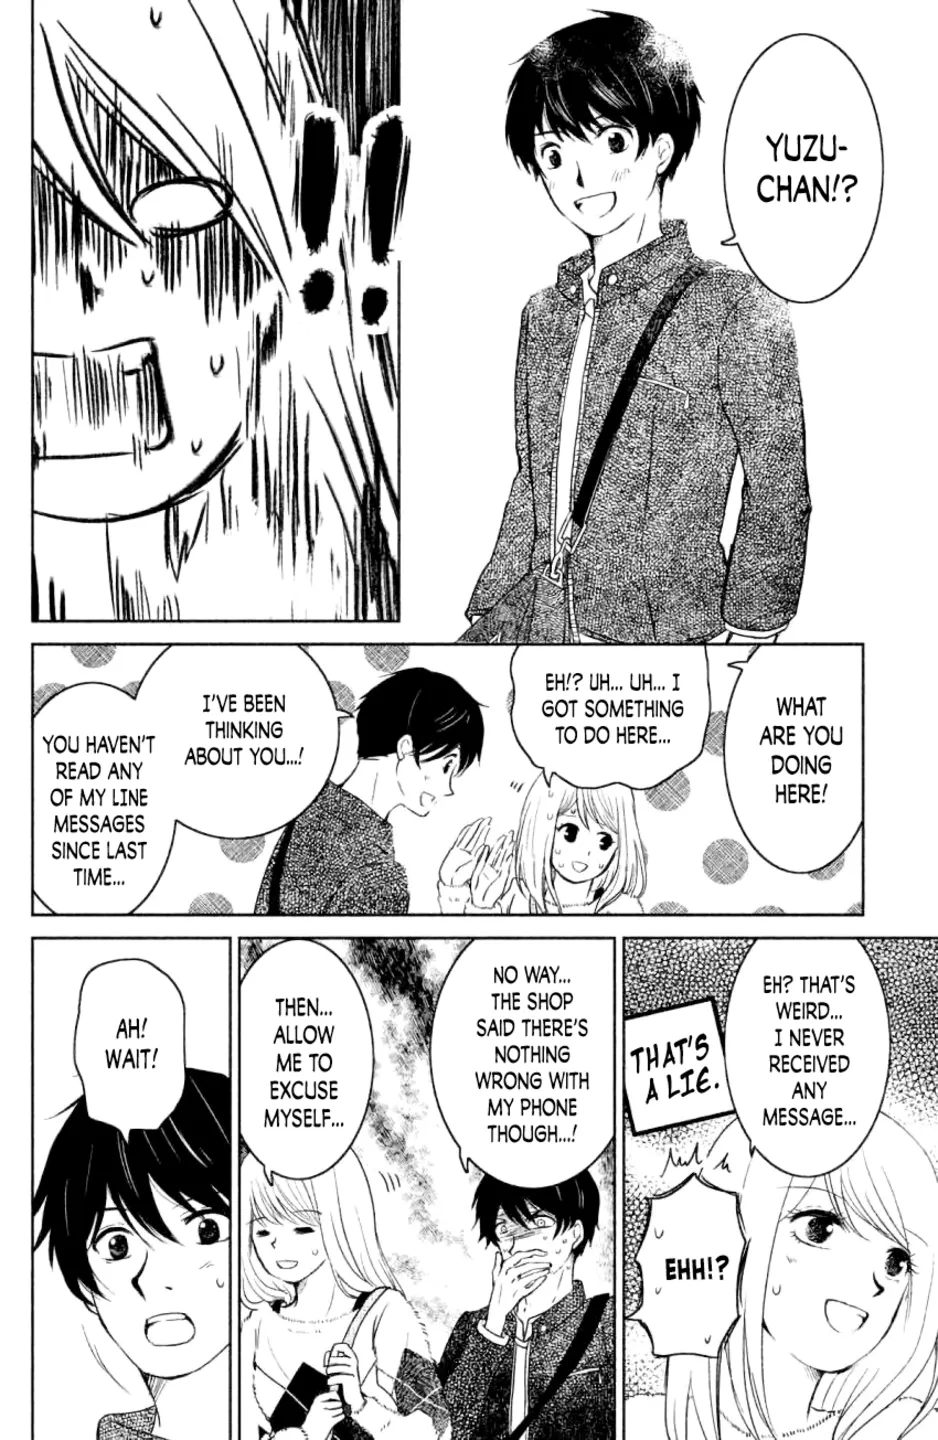 YUZU-
CHAN!?
!!
WHAT
ARE YOU
DOING
HERE!
EH!? UH... UH... I
GOT SOMETHING
TO DO HERE...
I'VE BEEN
THINKING
ABOUT YOU...!
YOU HAVEN'T
READ ANY
OF MY LINE
MESSAGES
SINCE LAST
TIME...
EH? THAT'S
WEIRD...
I NEVER
RECEIVED
ANY
MESSAGE...
THAT'S
A LIE.
EHH!?
NO WAY...
THE SHOP
SAID THERE'S
NOTHING
WRONG WITH
MY PHONE
THOUGH...!
THEN...
ALLOW
ME TO
EXCUSE
MYSELF...
AH!
WAIT!